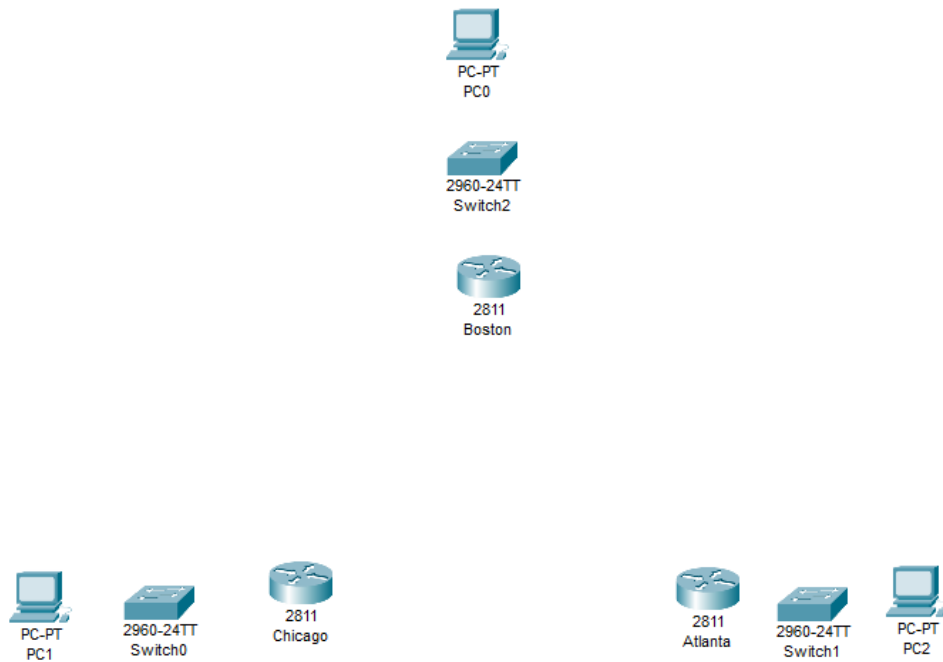 PC-PT
PC0
2960-24TT
Switch2
2811
Boston
PC-PT
PC1
2960-24TT
Switch0
2811
Chicago
2811
Atlanta
2960-24TT
Switch1
PC-PT
PC2